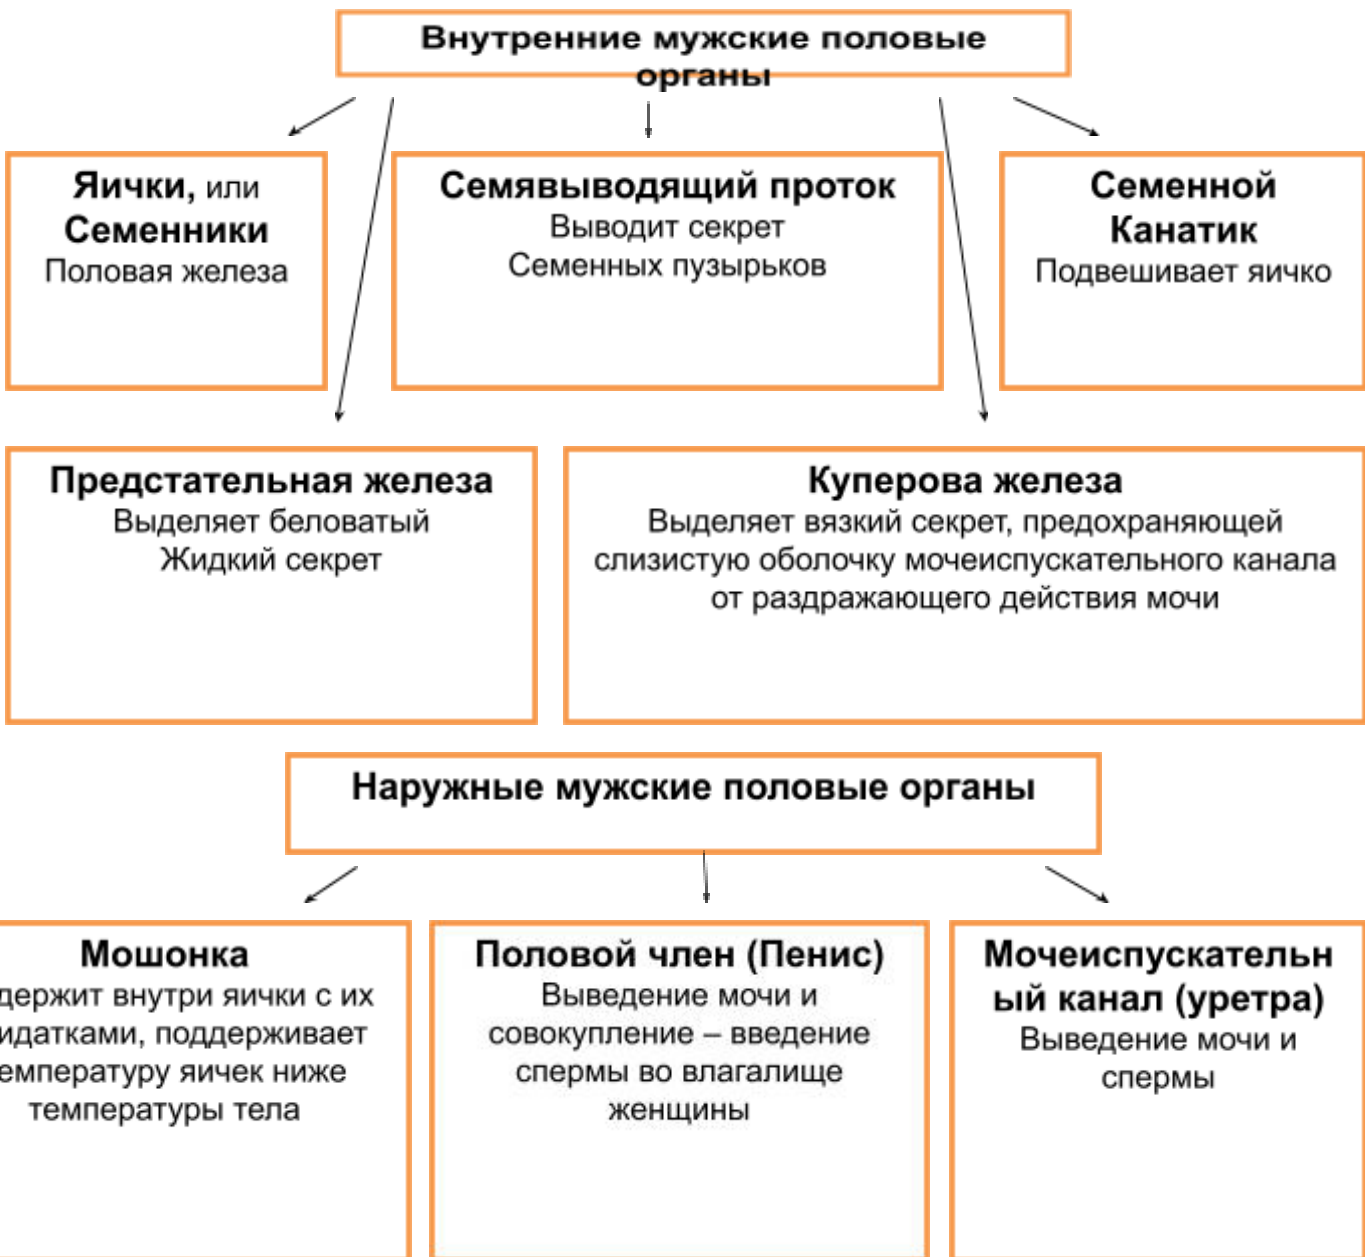 Внутренние мужские половые
органы
Яички, или
Семенники
Половая железа
Семявыводящий проток
Выводит секрет
Семенных пузырьков
Семенной
Канатик
Подвешивает яичко
Предстательная железа
Выделяет беловатый
Жидкий секрет
Куперова железа
Выделяет вязкий секрет, предохраняющей
слизистую оболочку мочеиспускательного канала
от раздражающего действия мочи
Наружные мужские половые органы
Мошонка
держит внутри яички с их
идатками, поддерживает
емпературу яичек ниже
температуры тела
Половой член (Пенис)
Выведение мочи и
совокупление – введение
спермы во влагалище
женщины
Мочеиспускательн
ый канал (уретра)
Выведение мочи и
спермы